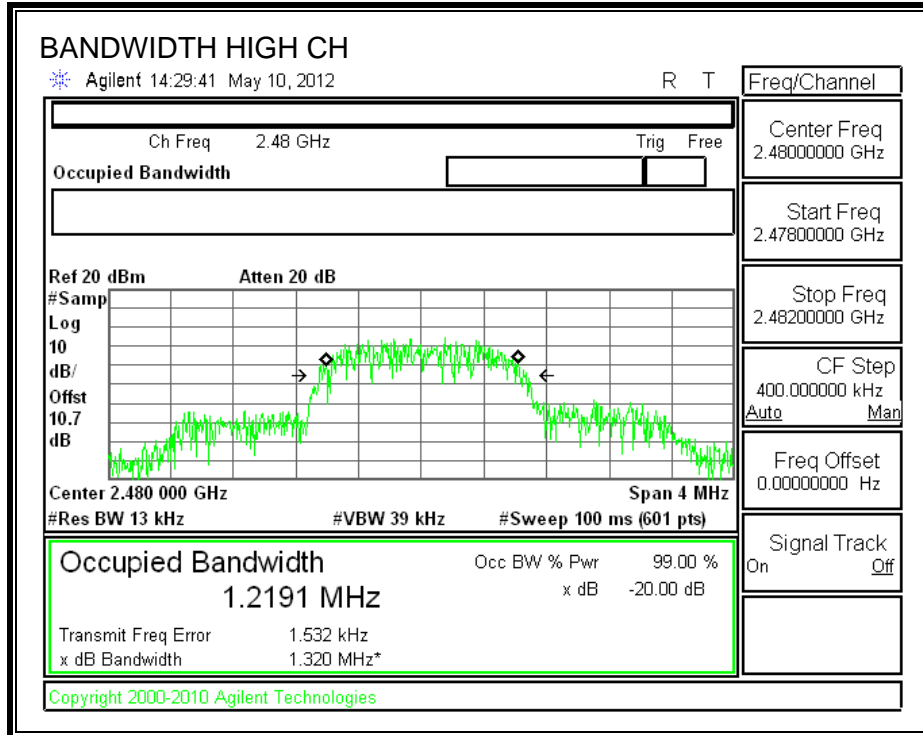 BANDWIDTH HIGH CH
Agilent 14:29:41 May 10, 2012 R T
Freq/Channel
Ch Freq 2.48 GHz Trig Free
Occupied Bandwidth
Center Freq
2.48000000 GHz
Start Freq
2.47800000 GHz
Stop Freq
2.48200000 GHz
CF Step
400.000000 kHz
Auto Man
Freq Offset
0.00000000 Hz
Signal Track
On Off
Ref 20 dBm Atten 20 dB
#Samp
Log
10
dB/
Offst
10.7
dB
Center 2.480 000 GHz Span 4 MHz
#Res BW 13 kHz #VBW 39 kHz #Sweep 100 ms (601 pts)
Occupied Bandwidth Occ BW % Pwr 99.00 %
1.2191 MHz x dB -20.00 dB
Transmit Freq Error 1.532 kHz
x dB Bandwidth 1.320 MHz*
Copyright 2000-2010 Agilent Technologies